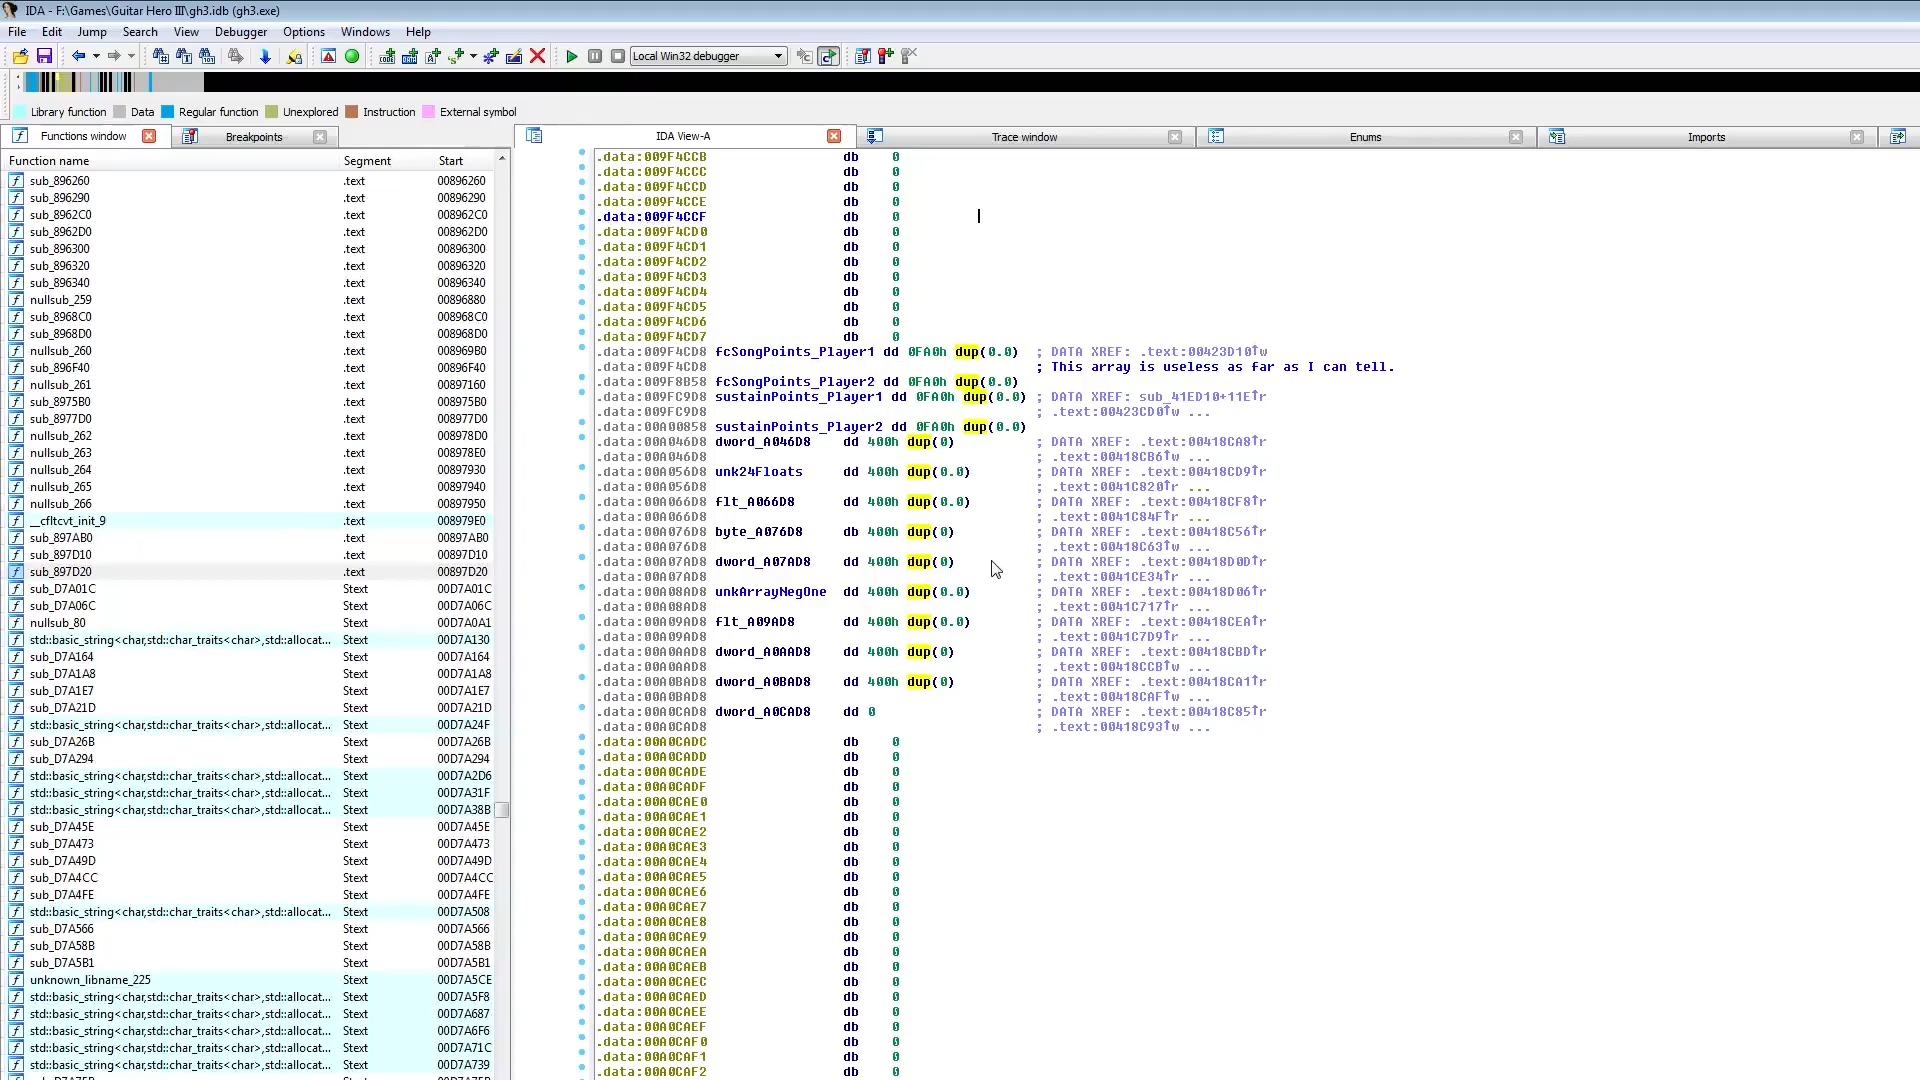 IDA - F:\Games\Guitar Hero III\gh3.idb (gh3.exe)
File Edit Jump Search View Debugger Options Windows Help
Local Win32 debugger
Library function Data Regular function Unexplored Instruction External symbol
Functions window Breakpoints IDA View-A Trace window Enums Imports
Function name Segment Start
sub_896260 .text 00896260
sub_896290 .text 00896290
sub_8962C0 .text 008962C0
sub_8962D0 .text 008962D0
sub_896300 .text 00896300
sub_896320 .text 00896320
sub_896340 .text 00896340
nullsub_259 .text 00896880
sub_8968C0 .text 008968C0
sub_8968D0 .text 008968D0
nullsub_260 .text 008969B0
sub_896F40 .text 00896F40
nullsub_261 .text 00897160
sub_8975B0 .text 008975B0
sub_8977D0 .text 008977D0
nullsub_262 .text 008978D0
nullsub_263 .text 008978E0
nullsub_264 .text 00897930
nullsub_265 .text 00897940
nullsub_266 .text 00897950
__cfltcvt_init_9 .text 008979E0
sub_897AB0 .text 00897AB0
sub_897D10 .text 00897D10
sub_897D20 .text 00897D20
sub_D7A01C Stext 00D7A01C
sub_D7A06C Stext 00D7A06C
nullsub_80 Stext 00D7A0A1
std::basic_string<char,std::char_traits<char>,std::allocat... Stext 00D7A130
sub_D7A164 Stext 00D7A164
sub_D7A1A8 Stext 00D7A1A8
sub_D7A1E7 Stext 00D7A1E7
sub_D7A21D Stext 00D7A21D
std::basic_string<char,std::char_traits<char>,std::allocat... Stext 00D7A24F
sub_D7A26B Stext 00D7A26B
sub_D7A294 Stext 00D7A294
std::basic_string<char,std::char_traits<char>,std::allocat... Stext 00D7A2D6
std::basic_string<char,std::char_traits<char>,std::allocat... Stext 00D7A31F
std::basic_string<char,std::char_traits<char>,std::allocat... Stext 00D7A38B
sub_D7A45E Stext 00D7A45E
sub_D7A473 Stext 00D7A473
sub_D7A49D Stext 00D7A49D
sub_D7A4CC Stext 00D7A4CC
sub_D7A4FE Stext 00D7A4FE
std::basic_string<char,std::char_traits<char>,std::allocat... Stext 00D7A508
sub_D7A566 Stext 00D7A566
sub_D7A58B Stext 00D7A58B
sub_D7A5B1 Stext 00D7A5B1
unknown_libname_225 Stext 00D7A5CE
std::basic_string<char,std::char_traits<char>,std::allocat... Stext 00D7A5F8
std::basic_string<char,std::char_traits<char>,std::allocat... Stext 00D7A687
std::basic_string<char,std::char_traits<char>,std::allocat... Stext 00D7A6F6
std::basic_string<char,std::char_traits<char>,std::allocat... Stext 00D7A71C
std::basic_string<char,std::char_traits<char>,std::allocat... Stext 00D7A739
.data:009F4CCB db 0
.data:009F4CCC db 0
.data:009F4CCD db 0
.data:009F4CCE db 0
.data:009F4CCF db 0
.data:009F4CD0 db 0
.data:009F4CD1 db 0
.data:009F4CD2 db 0
.data:009F4CD3 db 0
.data:009F4CD4 db 0
.data:009F4CD5 db 0
.data:009F4CD6 db 0
.data:009F4CD7 db 0
.data:009F4CD8 fcSongPoints_Player1 dd 0FA0h dup(0.0) ; DATA XREF: .text:00423D10↑w
.data:009F4CD8 ; This array is useless as far as I can tell.
.data:009F8B58 fcSongPoints_Player2 dd 0FA0h dup(0.0)
.data:009FC9D8 sustainPoints_Player1 dd 0FA0h dup(0.0) ; DATA XREF: sub_41ED10+11E↑r
.data:009FC9D8 ; .text:00423CD0↑w ...
.data:00A00858 sustainPoints_Player2 dd 0FA0h dup(0.0)
.data:00A046D8 dword_A046D8 dd 400h dup(0) ; DATA XREF: .text:00418CA8↑r
.data:00A046D8 ; .text:00418CB6↑w ...
.data:00A056D8 unk24Floats dd 400h dup(0.0) ; DATA XREF: .text:00418CD9↑r
.data:00A056D8 ; .text:0041C820↑r ...
.data:00A066D8 flt_A066D8 dd 400h dup(0.0) ; DATA XREF: .text:00418CF8↑r
.data:00A066D8 ; .text:0041C84F↑r ...
.data:00A076D8 byte_A076D8 db 400h dup(0) ; DATA XREF: .text:00418C56↑r
.data:00A076D8 ; .text:00418C63↑w ...
.data:00A07AD8 dword_A07AD8 dd 400h dup(0) ; DATA XREF: .text:00418D0D↑r
.data:00A07AD8 ; .text:0041CE34↑r ...
.data:00A08AD8 unkArrayNegOne dd 400h dup(0.0) ; DATA XREF: .text:00418D06↑r
.data:00A08AD8 ; .text:0041C717↑r ...
.data:00A09AD8 flt_A09AD8 dd 400h dup(0.0) ; DATA XREF: .text:00418CEA↑r
.data:00A09AD8 ; .text:0041C7D9↑r ...
.data:00A0AAD8 dword_A0AAD8 dd 400h dup(0) ; DATA XREF: .text:00418CBD↑r
.data:00A0AAD8 ; .text:00418CCB↑w ...
.data:00A0BAD8 dword_A0BAD8 dd 400h dup(0) ; DATA XREF: .text:00418CA1↑r
.data:00A0BAD8 ; .text:00418CAF↑w ...
.data:00A0CAD8 dword_A0CAD8 dd 0 ; DATA XREF: .text:00418C85↑r
.data:00A0CAD8 ; .text:00418C93↑w ...
.data:00A0CADC db 0
.data:00A0CADD db 0
.data:00A0CADE db 0
.data:00A0CADF db 0
.data:00A0CAE0 db 0
.data:00A0CAE1 db 0
.data:00A0CAE2 db 0
.data:00A0CAE3 db 0
.data:00A0CAE4 db 0
.data:00A0CAE5 db 0
.data:00A0CAE6 db 0
.data:00A0CAE7 db 0
.data:00A0CAE8 db 0
.data:00A0CAE9 db 0
.data:00A0CAEA db 0
.data:00A0CAEB db 0
.data:00A0CAEC db 0
.data:00A0CAED db 0
.data:00A0CAEE db 0
.data:00A0CAEF db 0
.data:00A0CAF0 db 0
.data:00A0CAF1 db 0
.data:00A0CAF2 db 0